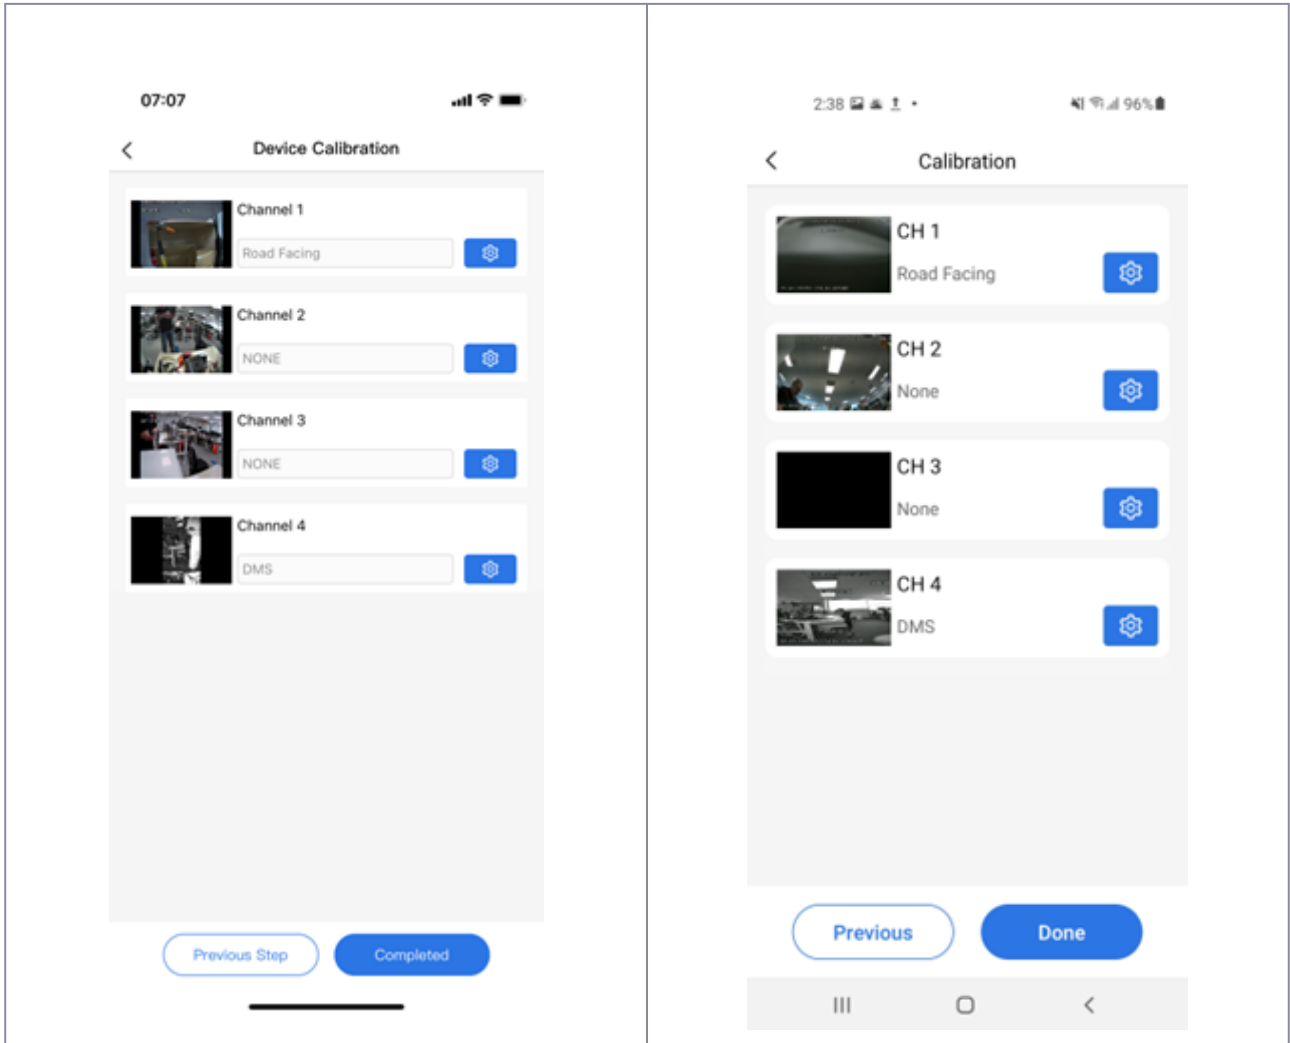 07:07
Device Calibration
Channel 1
Road Facing
Channel 2
NONE
Channel 3
NONE
Channel 4
DMS
Previous Step
Completed
2:38
96%
Calibration
CH 1
Road Facing
CH 2
None
CH 3
None
CH 4
DMS
Previous
Done